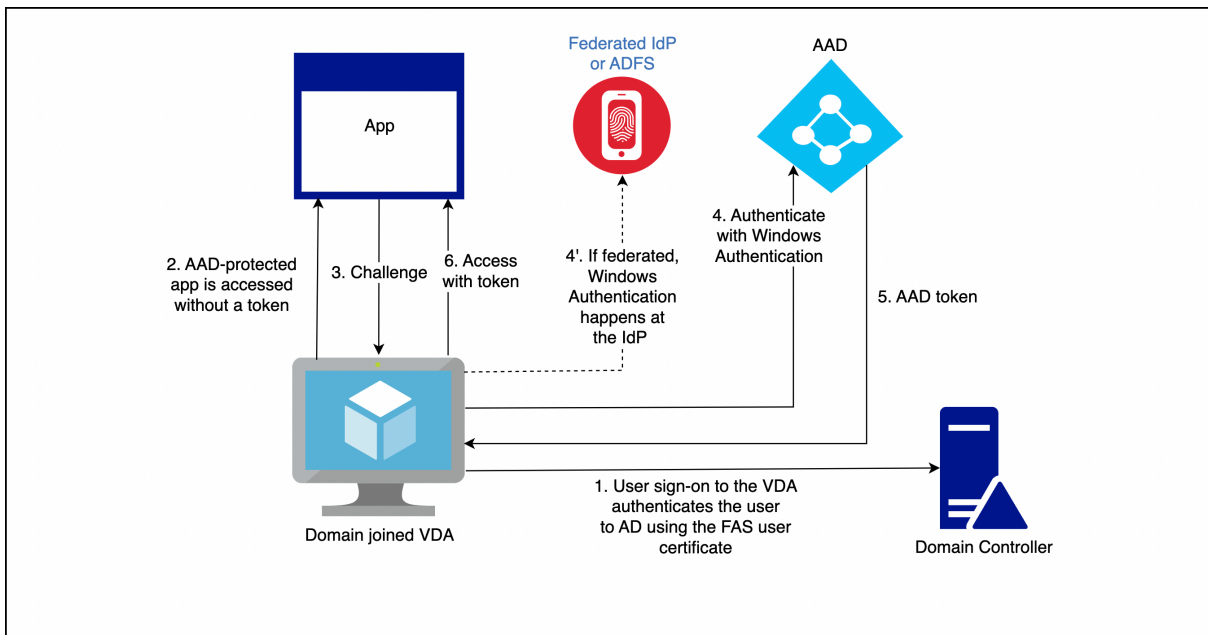 Federated IdP
or ADFS
AAD
App
2. AAD-protected
app is accessed
without a token
3. Challenge
6. Access
with token
4'. If federated,
Windows
Authentication
happens at
the IdP
4. Authenticate
with Windows
Authentication
5. AAD token
1. User sign-on to the VDA
authenticates the user
to AD using the FAS user
certificate
Domain joined VDA
Domain Controller